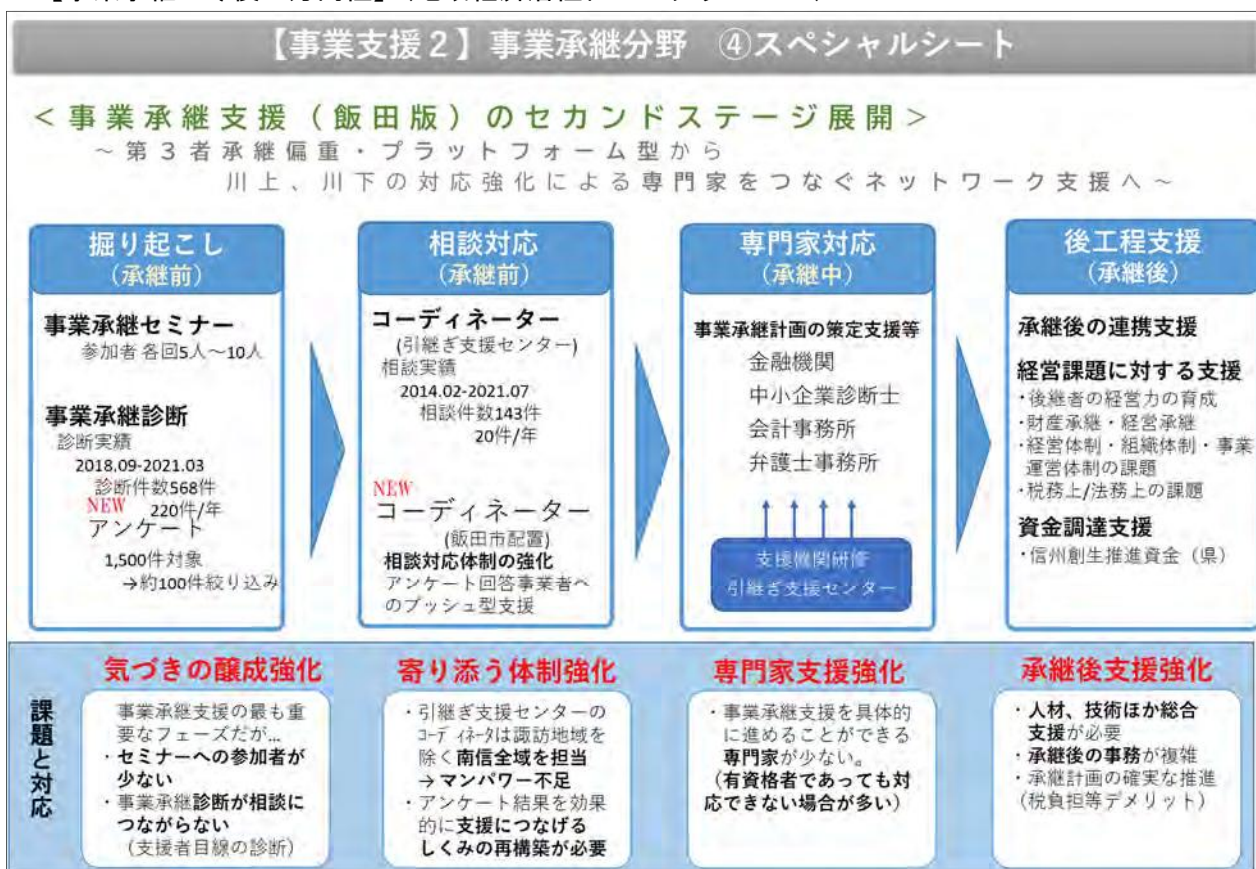 【事業支援2】事業承継分野 ④スペシャルシート
＜事業承継支援（飯田版）のセカンドステージ展開＞
～第3者承継偏重・プラットフォーム型から
川上、川下の対応強化による専門家をつなぐネットワーク支援へ～
掘り起こし
（承継前）
事業承継セミナー
参加者 各回5人～10人
事業承継診断
診断実績
2018.09-2021.03
診断件数568件
NEW 220件/年
アンケート
1,500件対象
→約100件絞り込み
相談対応
（承継前）
コーディネーター
(引継ぎ支援センター)
相談実績
2014.02-2021.07
相談件数143件
20件/年
NEW
コーディネーター
(飯田市配置)
相談対応体制の強化
アンケート回答事業者へ
のプッシュ型支援
専門家対応
（承継中）
事業承継計画の策定支援等
金融機関
中小企業診断士
会計事務所
弁護士事務所
支援機関研修
引継ぎ支援センター
後工程支援
（承継後）
承継後の連携支援
経営課題に対する支援
・後継者の経営力の育成
・財産承継・経営承継
・経営体制・組織体制・事業
運営体制の課題
・税務上/法務上の課題
資金調達支援
・信州創生推進資金（県）
課題と対応
気づきの醸成強化
事業承継支援の最も重
要なフェーズだが…
・セミナーへの参加者が
少ない
・事業承継診断が相談に
つながらない
（支援者目線の診断）
寄り添う体制強化
・引継ぎ支援センターの
ｺｰﾃﾞｨﾈｰﾀは諏訪地域を
除く南信全域を担当
→マンパワー不足
・アンケート結果を効果
的に支援につなげる
しくみの再構築が必要
専門家支援強化
・事業承継支援を具体的
に進めることができる
専門家が少ない。
（有資格者であっても対
応できない場合が多い）
承継後支援強化
・人材、技術ほか総合
支援が必要
・承継後の事務が複雑
・承継計画の確実な推進
（税負担等デメリット）